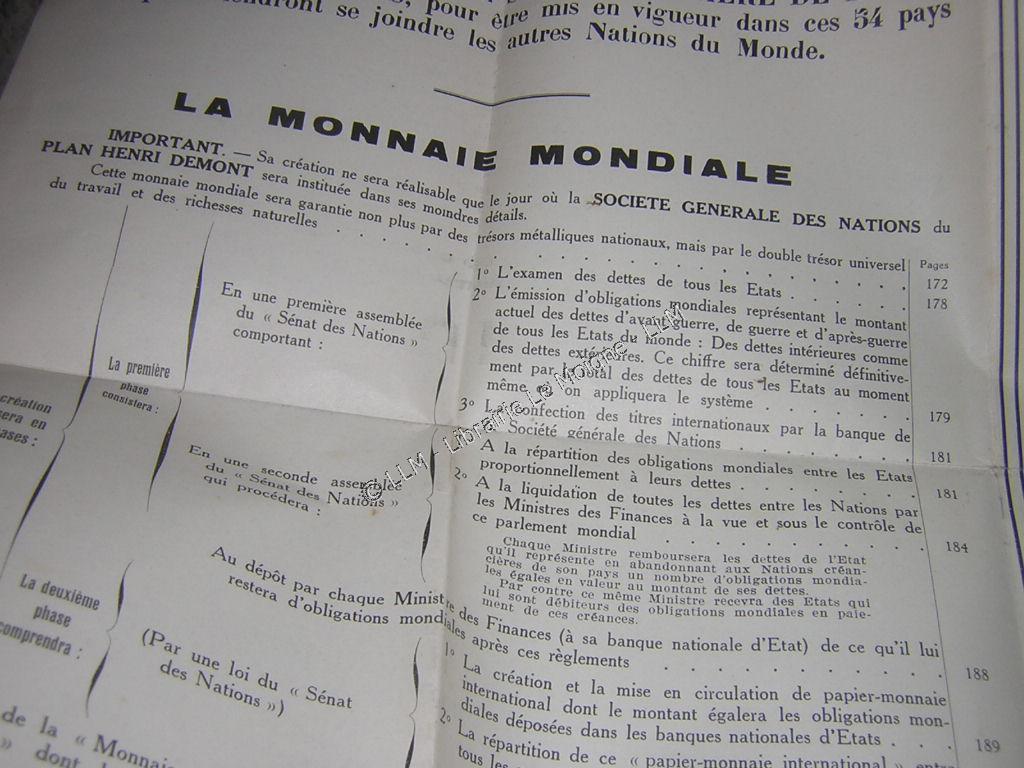 pour être mis en vigueur dans ces 54 pays
se joindre les autres Nations du Monde.
LA MONNAIE MONDIALE
IMPORTANT. — Sa création ne sera réalisable que le jour où la SOCIETE GENERALE DES NATIONS du
PLAN HENRI DEMONT sera instituée dans ses moindres détails.
Cette monnaie mondiale sera garantie non plus par des trésors métalliques nationaux, mais par le double trésor universel
du travail et des richesses naturelles . . . . . . . . . . . . . . . . . . . .
Pages
172
création
sera en
phases :
La première
phase
consistera :
En une première assemblée
du « Sénat des Nations »
comportant :
1° L'examen des dettes de tous les Etats . . . . . . 178
2° L'émission d'obligations mondiales représentant le montant
actuel des dettes d'avant-guerre, de guerre et d'après-guerre
de tous les Etats du monde : Des dettes intérieures comme
des dettes extérieures. Ce chiffre sera déterminé définitive-
ment par le total des dettes de tous les Etats au moment
même où on appliquera le système . . . . . . . 179
3° La confection des titres internationaux par la banque de
la Société générale des Nations . . . . . . . . 181
En une seconde assemblée
du « Sénat des Nations »
qui procédera :
A la répartition des obligations mondiales entre les Etats
proportionnellement à leurs dettes . . . . . . . . 181
2° A la liquidation de toutes les dettes entre les Nations par
les Ministres des Finances à la vue et sous le contrôle de
ce parlement mondial . . . . . . . . . . . 184
Chaque Ministre remboursera les dettes de l'Etat
qu'il représente en abandonnant aux Nations créan-
cières de son pays un nombre d'obligations mondia-
les égales en valeur au montant de ses dettes.
Par contre ce même Ministre recevra des Etats qui
lui sont débiteurs des obligations mondiales en paie-
ment de ces créances.
Au dépôt par chaque Ministre des Finances (à sa banque nationale d'Etat) de ce qu'il lui
restera d'obligations mondiales après ces règlements . . . . . . . . . . 188
La deuxième
phase
comprendra :
(Par une loi du « Sénat
des Nations »)
1° La création et la mise en circulation de papier-monnaie
international dont le montant égalera les obligations mon-
diales déposées dans les banques nationales d'Etats . . . 189
2° La répartition de ce « papier-monnaie international » entre
tous les
de la « Monnaie
» dont
© LLM - Librairie Le Moigne - LLM